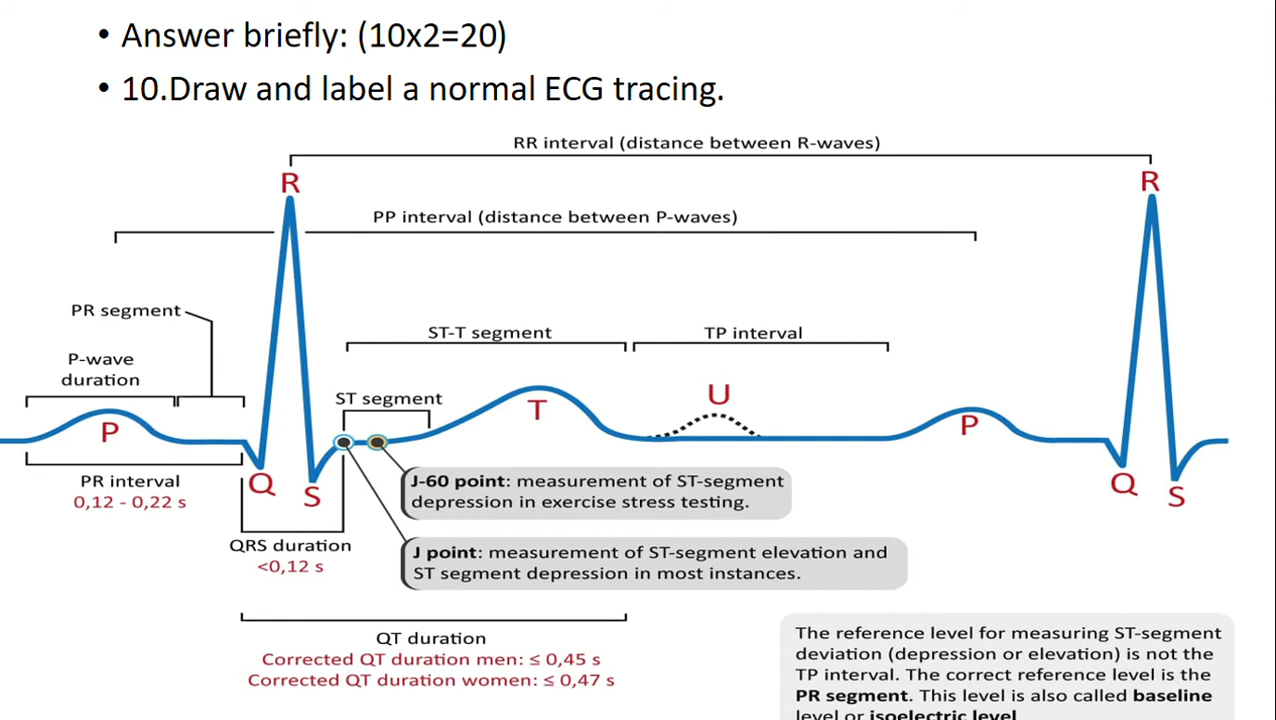 • Answer briefly: (10x2=20)
• 10.Draw and label a normal ECG tracing.
RR interval (distance between R-waves)
R
R
PP interval (distance between P-waves)
PR segment
ST-T segment
TP interval
P-wave
duration
ST segment
U
T
P
P
PR interval
0,12 - 0,22 s
Q
S
Q
S
J-60 point: measurement of ST-segment
depression in exercise stress testing.
QRS duration
<0,12 s
J point: measurement of ST-segment elevation and
ST segment depression in most instances.
QT duration
Corrected QT duration men: ≤ 0,45 s
Corrected QT duration women: ≤ 0,47 s
The reference level for measuring ST-segment
deviation (depression or elevation) is not the
TP interval. The correct reference level is the
PR segment. This level is also called baseline
level or isoelectric level